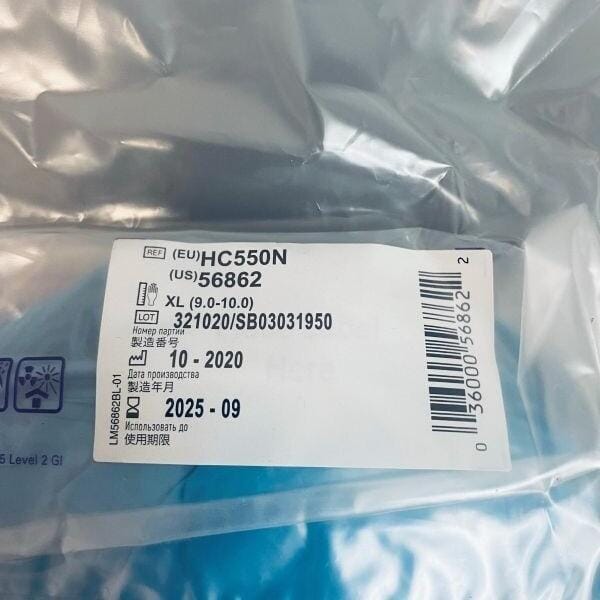 REF (EU)HC550N
(US)56862
XL (9.0-10.0)
LOT 321020/SB03031950
Номер партии
製造番号
10 - 2020
Дата производства
製造年月
2025 - 09
Использовать до
使用期限
LM56862BL-01
0 36000 56862 2
5 Level 2 Gl